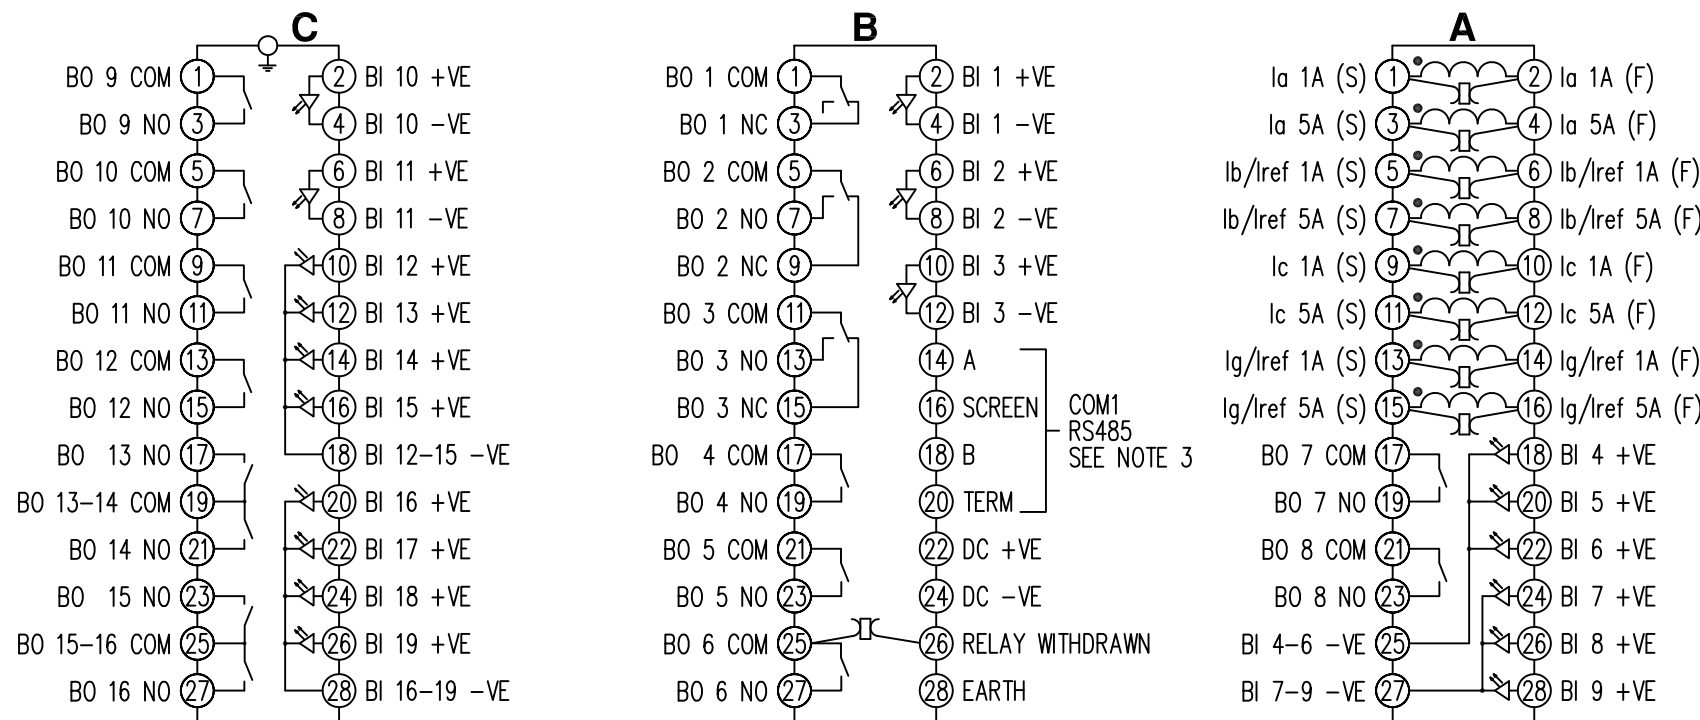 C
BO 9 COM 1 2 BI 10 +VE
BO 9 NO 3 4 BI 10 -VE
BO 10 COM 5 6 BI 11 +VE
BO 10 NO 7 8 BI 11 -VE
BO 11 COM 9 10 BI 12 +VE
BO 11 NO 11 12 BI 13 +VE
BO 12 COM 13 14 BI 14 +VE
BO 12 NO 15 16 BI 15 +VE
BO 13 NO 17 18 BI 12-15 -VE
BO 13-14 COM 19 20 BI 16 +VE
BO 14 NO 21 22 BI 17 +VE
BO 15 NO 23 24 BI 18 +VE
BO 15-16 COM 25 26 BI 19 +VE
BO 16 NO 27 28 BI 16-19 -VE
B
BO 1 COM 1 2 BI 1 +VE
BO 1 NC 3 4 BI 1 -VE
BO 2 COM 5 6 BI 2 +VE
BO 2 NO 7 8 BI 2 -VE
BO 2 NC 9 10 BI 3 +VE
BO 3 COM 11 12 BI 3 -VE
BO 3 NO 13 14 A
BO 3 NC 15 16 SCREEN
BO 4 COM 17 18 B
BO 4 NO 19 20 TERM
COM1
RS485
SEE NOTE 3
BO 5 COM 21 22 DC +VE
BO 5 NO 23 24 DC -VE
BO 6 COM 25 26 RELAY WITHDRAWN
BO 6 NO 27 28 EARTH
A
Ia 1A (S) 1 2 Ia 1A (F)
Ia 5A (S) 3 4 Ia 5A (F)
Ib/Iref 1A (S) 5 6 Ib/Iref 1A (F)
Ib/Iref 5A (S) 7 8 Ib/Iref 5A (F)
Ic 1A (S) 9 10 Ic 1A (F)
Ic 5A (S) 11 12 Ic 5A (F)
Ig/Iref 1A (S) 13 14 Ig/Iref 1A (F)
Ig/Iref 5A (S) 15 16 Ig/Iref 5A (F)
BO 7 COM 17 18 BI 4 +VE
BO 7 NO 19 20 BI 5 +VE
BO 8 COM 21 22 BI 6 +VE
BO 8 NO 23 24 BI 7 +VE
BI 4-6 -VE 25 26 BI 8 +VE
BI 7-9 -VE 27 28 BI 9 +VE